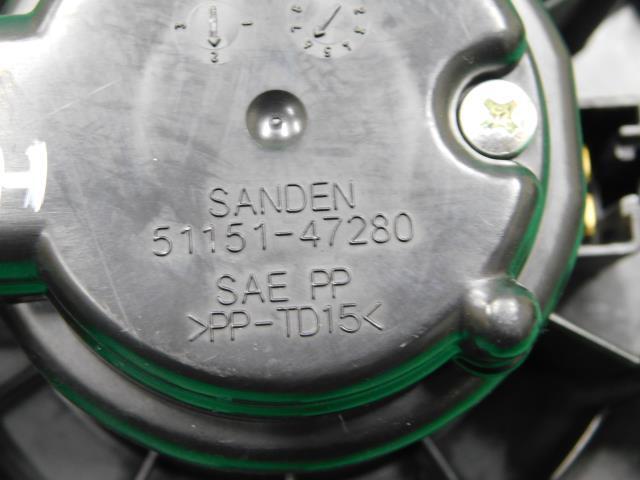 SANDEN
51151-47280
SAE PP
>PP-TD15<